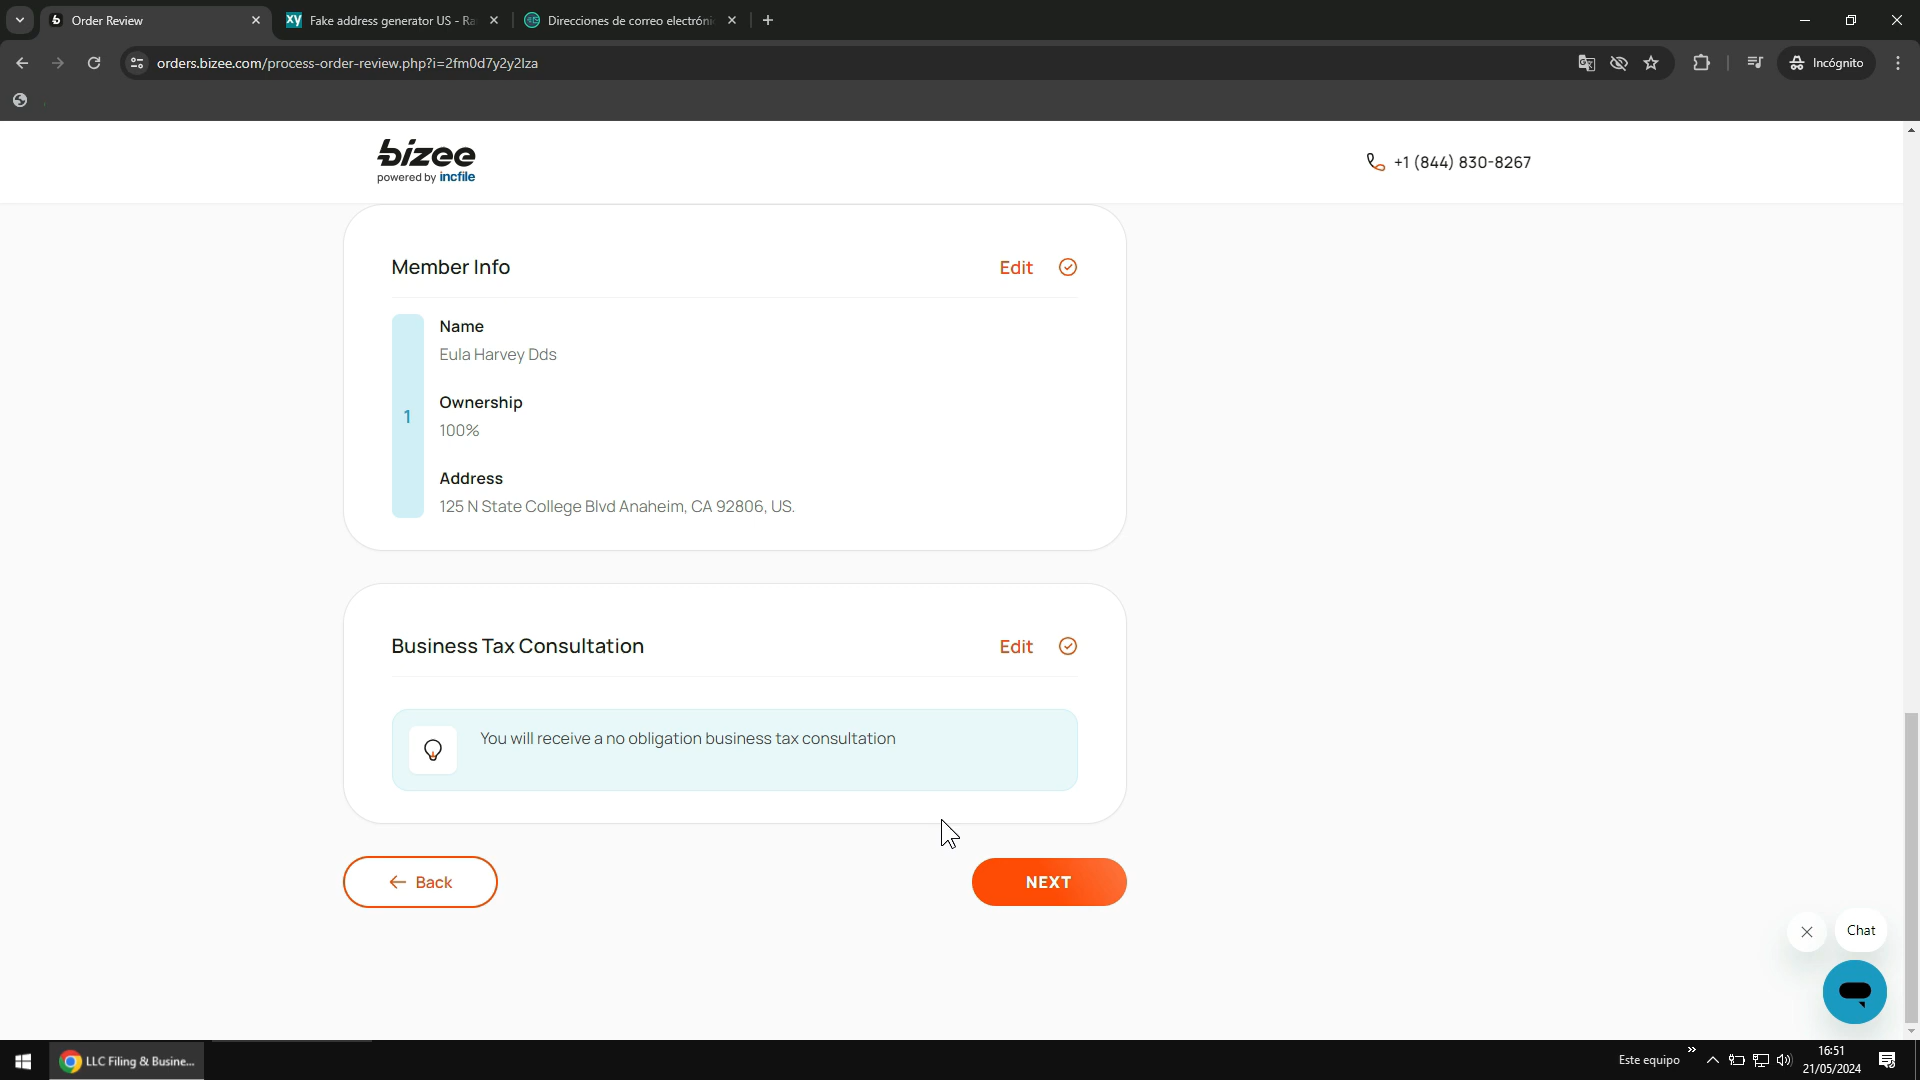 Order Review
Fake address generator US - Ra
Direcciones de correo electróni
orders.bizee.com/process-order-review.php?i=2fm0d7y2y2lza
Incógnito
bizee
powered by incfile
+1 (844) 830-8267
Member Info
Edit
1
Name
Eula Harvey Dds
Ownership
100%
Address
125 N State College Blvd Anaheim, CA 92806, US.
Business Tax Consultation
Edit
You will receive a no obligation business tax consultation
Back
NEXT
Chat
LLC Filing & Busine...
Este equipo
16:51
21/05/2024